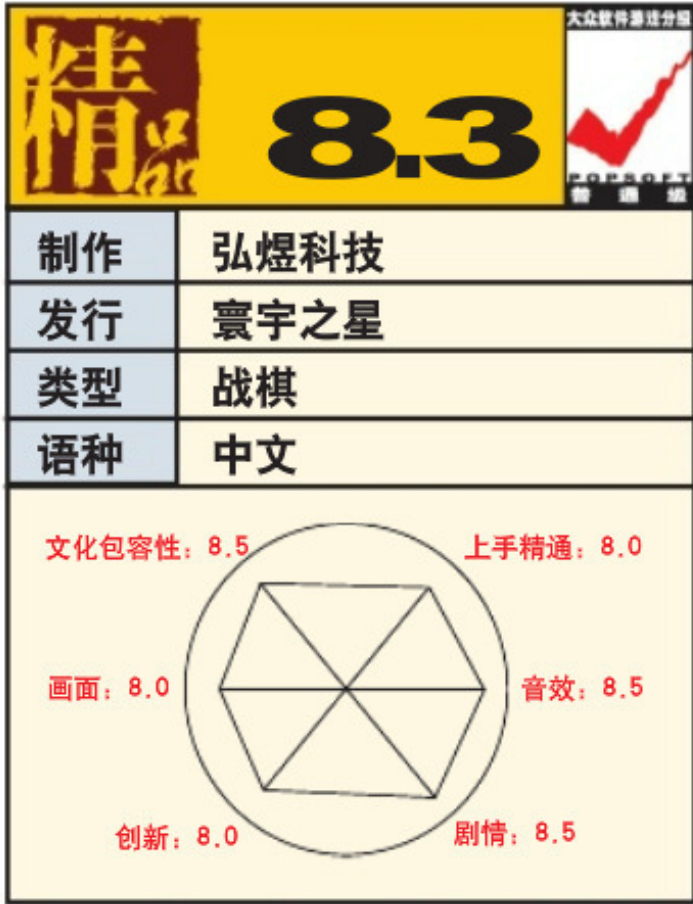 精品
8.3
大众软件游戏分级
POPSOFT
普通级
制作 弘煜科技
发行 寰宇之星
类型 战棋
语种 中文
文化包容性：8.5 上手精通：8.0
画面：8.0 音效：8.5
创新：8.0 剧情：8.5